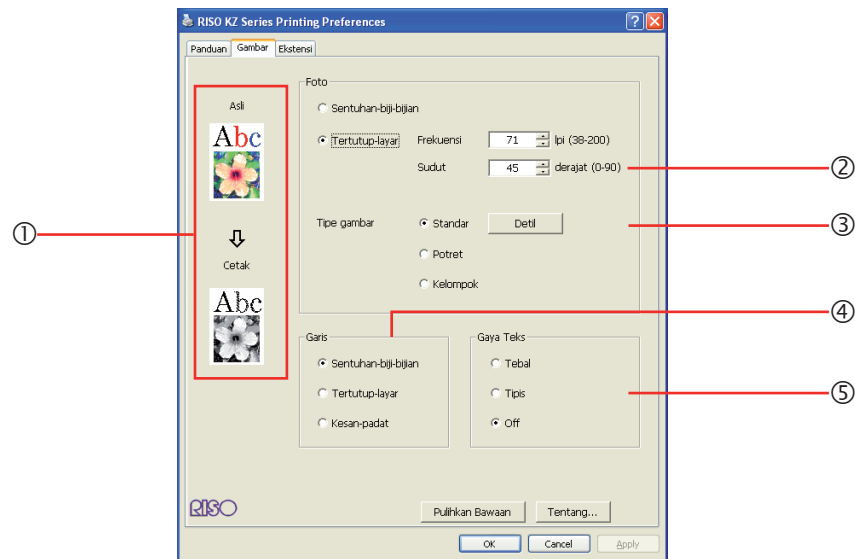 RISO KZ Series Printing Preferences
Panduan Gambar Ekstensi
Asli
Abc
Cetak
Abc
Foto
Sentuhan-biji-bijian
Tertutup-layar Frekuensi 71 lpi (38-200)
Sudut 45 derajat (0-90)
Tipe gambar Standar Detil
Potret
Kelompok
Garis
Sentuhan-biji-bijian
Tertutup-layar
Kesan-padat
Gaya Teks
Tebal
Tipis
Off
RISO
Pulihkan Bawaan Tentang...
OK Cancel Apply
①
②
③
④
⑤